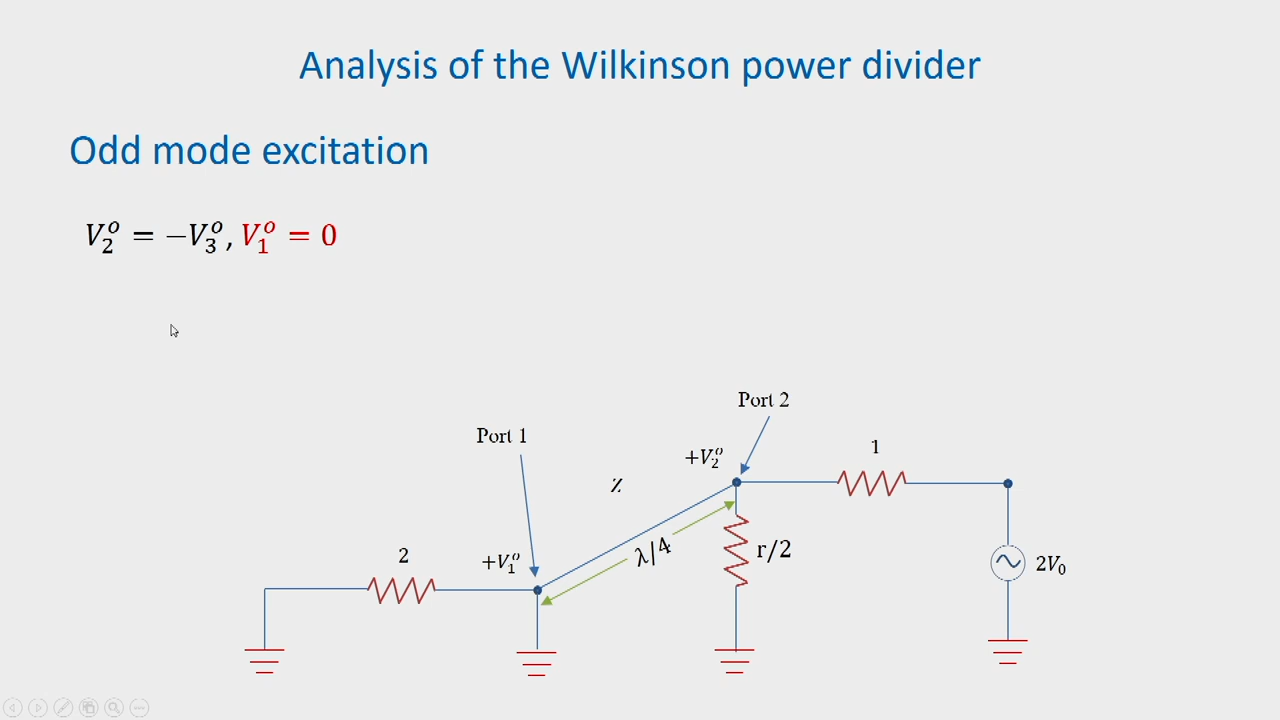 Analysis of the Wilkinson power divider
Odd mode excitation
V₂ᵒ = −V₃ᵒ, V₁ᵒ = 0
Port 2
Port 1
1
+V₂ᵒ
Z
2
+V₁ᵒ
λ/4
r/2
2V₀